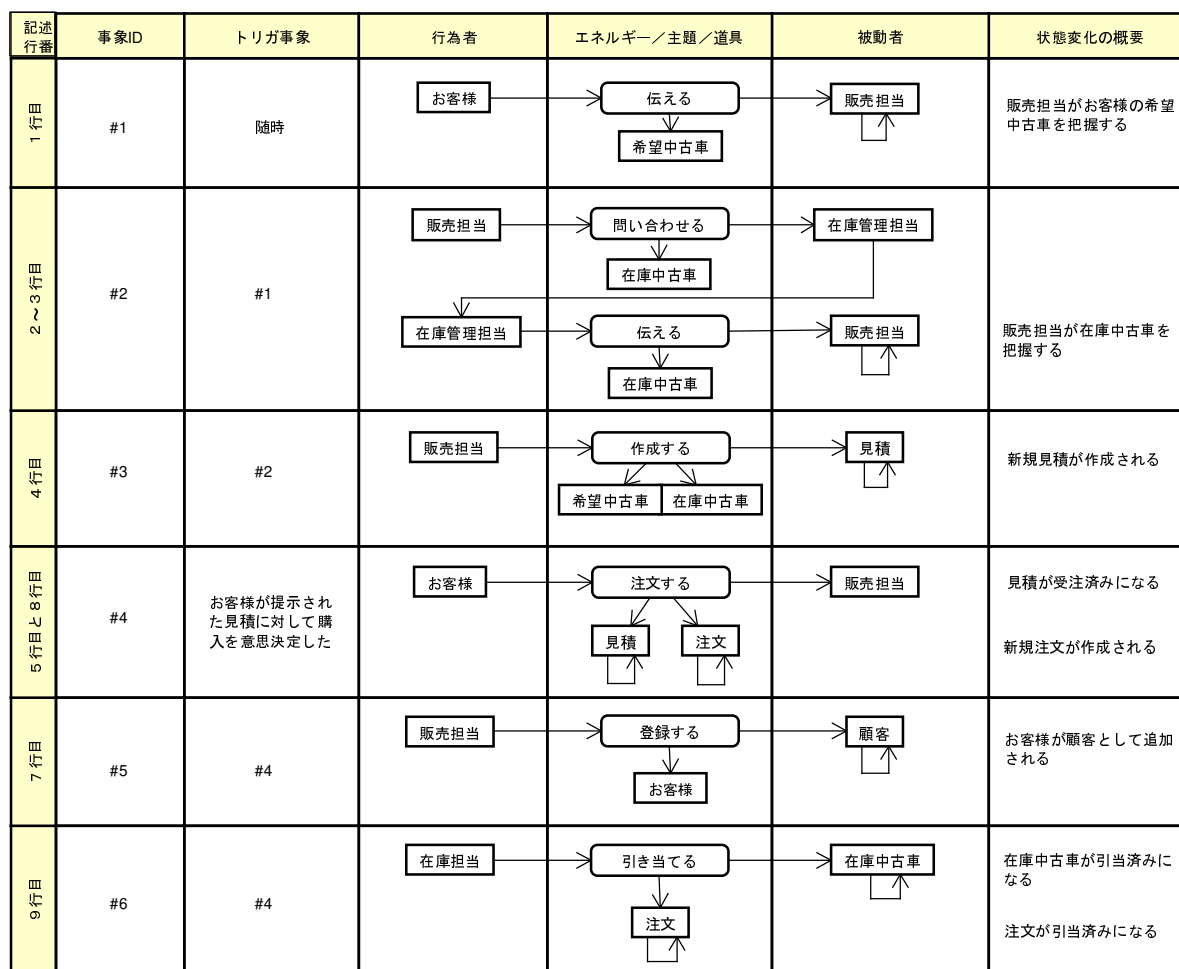 記述
行番
事象ID
トリガ事象
行為者
エネルギー／主題／道具
被動者
状態変化の概要
1行目
#1
随時
お客様
伝える
希望中古車
販売担当
販売担当がお客様の希望
中古車を把握する
2～3行目
#2
#1
販売担当
問い合わせる
在庫中古車
在庫管理担当
在庫管理担当
伝える
在庫中古車
販売担当
販売担当が在庫中古車を
把握する
4行目
#3
#2
販売担当
作成する
希望中古車
在庫中古車
見積
新規見積が作成される
5行目と8行目
#4
お客様が提示され
た見積に対して購
入を意思決定した
お客様
注文する
見積
注文
販売担当
見積が受注済みになる
新規注文が作成される
7行目
#5
#4
販売担当
登録する
お客様
顧客
お客様が顧客として追加
される
9行目
#6
#4
在庫担当
引き当てる
注文
在庫中古車
在庫中古車が引当済みに
なる
注文が引当済みになる